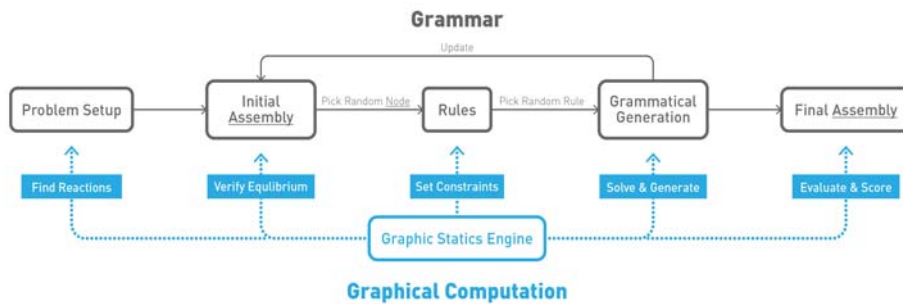 Grammar
Update
Problem Setup
Initial
Assembly
Pick Random Node
Rules
Pick Random Rule
Grammatical
Generation
Final Assembly
Find Reactions
Verify Equlibrium
Set Constraints
Solve & Generate
Evaluate & Score
Graphic Statics Engine
Graphical Computation